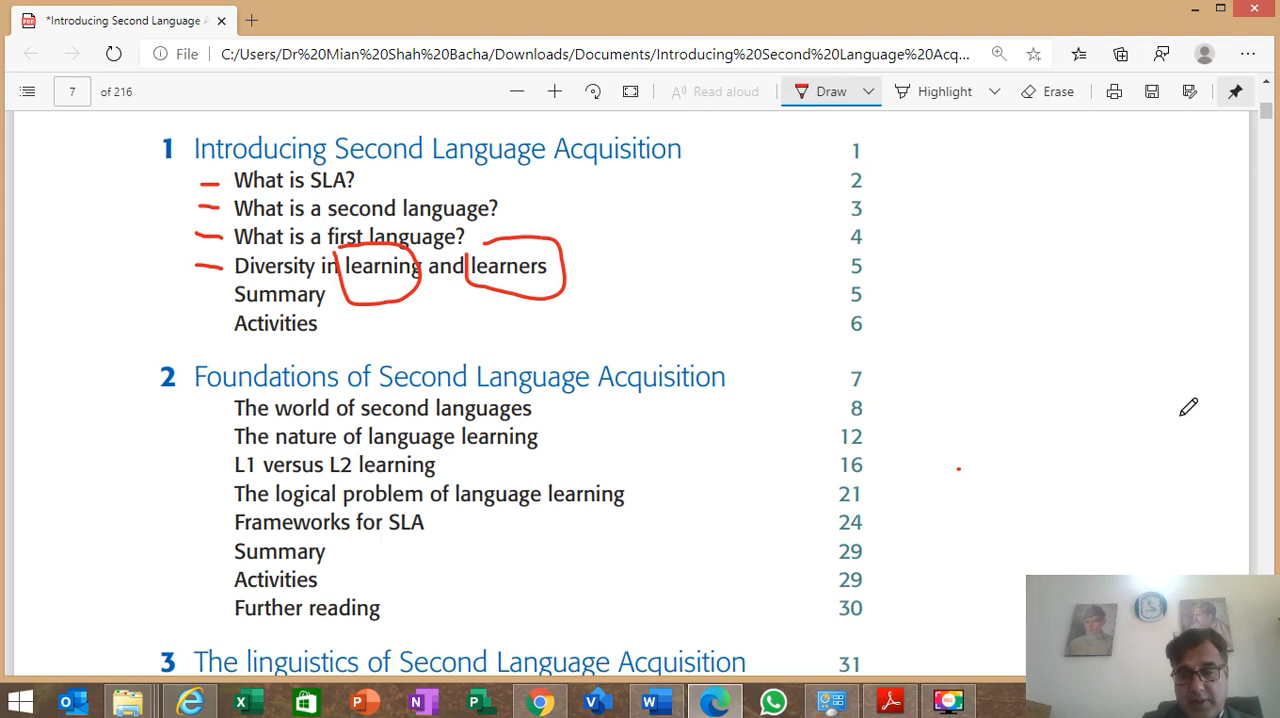 *Introducing Second Language A
File
C:/Users/Dr%20Mian%20Shah%20Bacha/Downloads/Documents/Introducing%20Second%20Language%20Acq...
7 of 216
Read aloud
Draw
Highlight
Erase
1 Introducing Second Language Acquisition 1
What is SLA? 2
What is a second language? 3
What is a first language? 4
Diversity in learning and learners 5
Summary 5
Activities 6
2 Foundations of Second Language Acquisition 7
The world of second languages 8
The nature of language learning 12
L1 versus L2 learning 16
The logical problem of language learning 21
Frameworks for SLA 24
Summary 29
Activities 29
Further reading 30
3 The linguistics of Second Language Acquisition 31